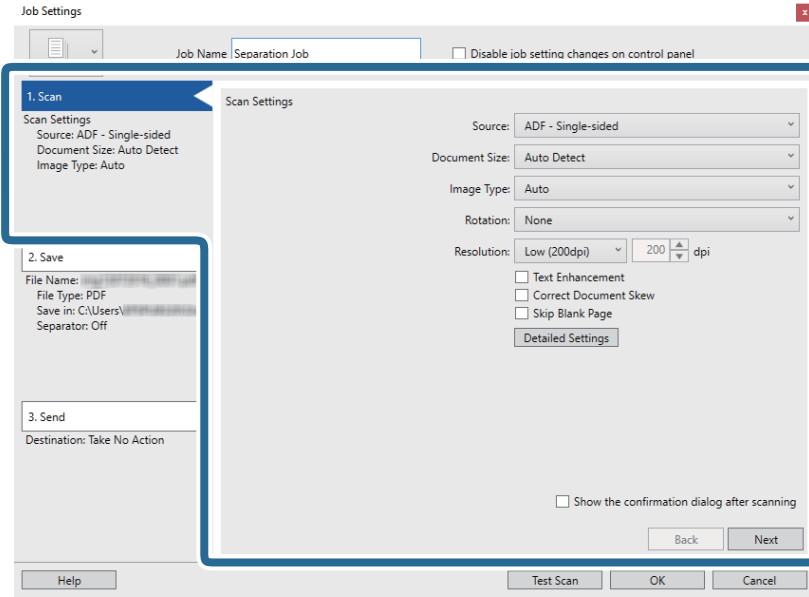 Job Settings
x
Job Name Separation Job
Disable job setting changes on control panel
1. Scan
Scan Settings
Source: ADF - Single-sided
Document Size: Auto Detect
Image Type: Auto
2. Save
File Name:
File Type: PDF
Save in: C:\Users\
Separator: Off
3. Send
Destination: Take No Action
Scan Settings
Source: ADF - Single-sided
Document Size: Auto Detect
Image Type: Auto
Rotation: None
Resolution: Low (200dpi) 200 dpi
Text Enhancement
Correct Document Skew
Skip Blank Page
Detailed Settings
Show the confirmation dialog after scanning
Back Next
Help Test Scan OK Cancel